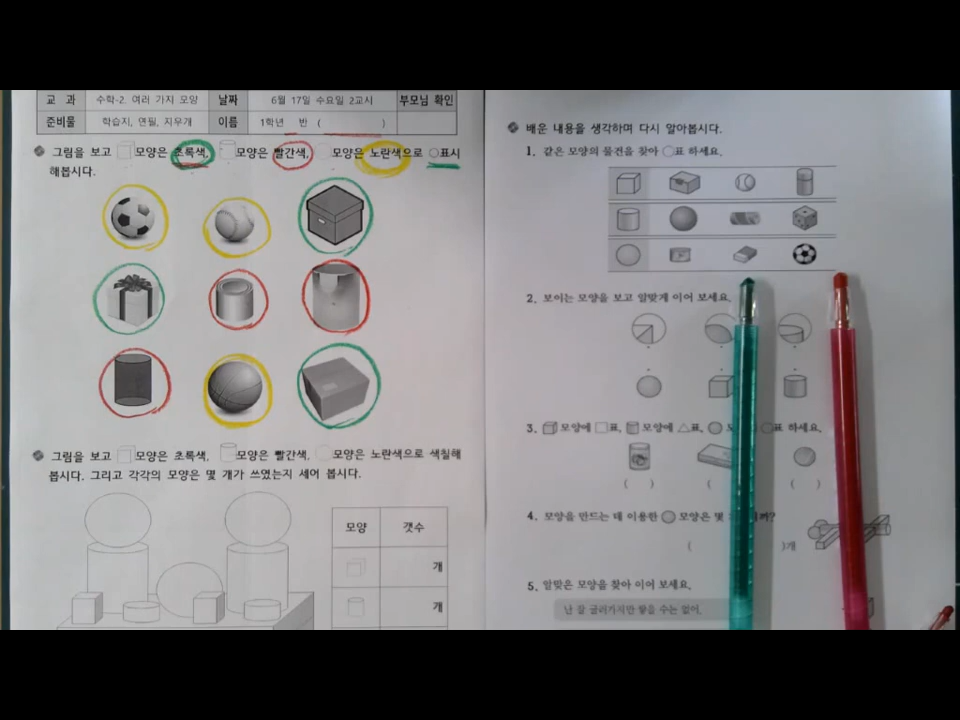 교 과 수학-2. 여러 가지 모양 날짜 6월 17일 수요일 2교시 부모님 확인
준비물 학습지, 연필, 지우개 이름 1학년 반 ( )
그림을 보고 모양은 초록색, 모양은 빨간색, 모양은 노란색으로 ○표시
해봅시다.
그림을 보고 모양은 초록색, 모양은 빨간색, 모양은 노란색으로 색칠해
봅시다. 그리고 각각의 모양은 몇 개가 쓰였는지 세어 봅시다.
모양 갯수
개
개
배운 내용을 생각하며 다시 알아봅시다.
1. 같은 모양의 물건을 찾아 ○표 하세요.
2. 보이는 모양을 보고 알맞게 이어 보세요.
3. 모양에 □표, 모양에 △표, ○표 하세요.
( ) ( ) ( )
4. 모양을 만드는 데 이용한 모양은 몇
( )개
5. 알맞은 모양을 찾아 이어 보세요.
난 잘 굴러가지만 쌓을 수는 없어.